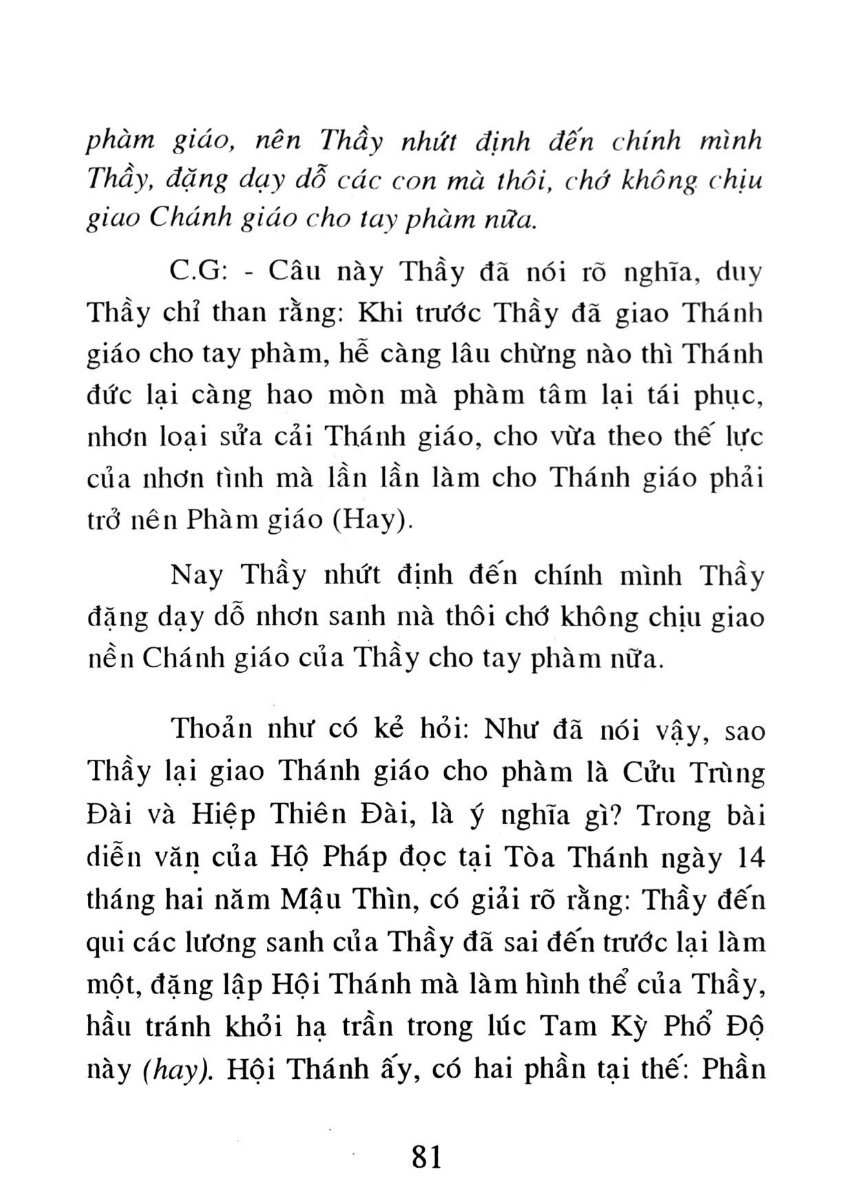 phàm giáo, nên Thầy nhứt định đến chính mình
Thầy, đặng dạy dỗ các con mà thôi, chớ không chịu
giao Chánh giáo cho tay phàm nữa.
C.G: - Câu này Thầy đã nói rõ nghĩa, duy
Thầy chỉ than rằng: Khi trước Thầy đã giao Thánh
giáo cho tay phàm, hễ càng lâu chừng nào thì Thánh
đức lại càng hao mòn mà phàm tâm lại tái phục,
nhơn loại sửa cải Thánh giáo, cho vừa theo thế lực
của nhơn tình mà lần lần làm cho Thánh giáo phải
trở nên Phàm giáo (Hay).
Nay Thầy nhứt định đến chính mình Thầy
đặng dạy dỗ nhơn sanh mà thôi chớ không chịu giao
nền Chánh giáo của Thầy cho tay phàm nữa.
Thoản như có kẻ hỏi: Như đã nói vậy, sao
Thầy lại giao Thánh giáo cho phàm là Cửu Trùng
Đài và Hiệp Thiên Đài, là ý nghĩa gì? Trong bài
diễn văn của Hộ Pháp đọc tại Tòa Thánh ngày 14
tháng hai năm Mậu Thìn, có giải rõ rằng: Thầy đến
qui các lương sanh của Thầy đã sai đến trước lại làm
một, đặng lập Hội Thánh mà làm hình thể của Thầy,
hầu tránh khỏi hạ trần trong lúc Tam Kỳ Phổ Độ
này (hay). Hội Thánh ấy, có hai phần tại thế: Phần
81